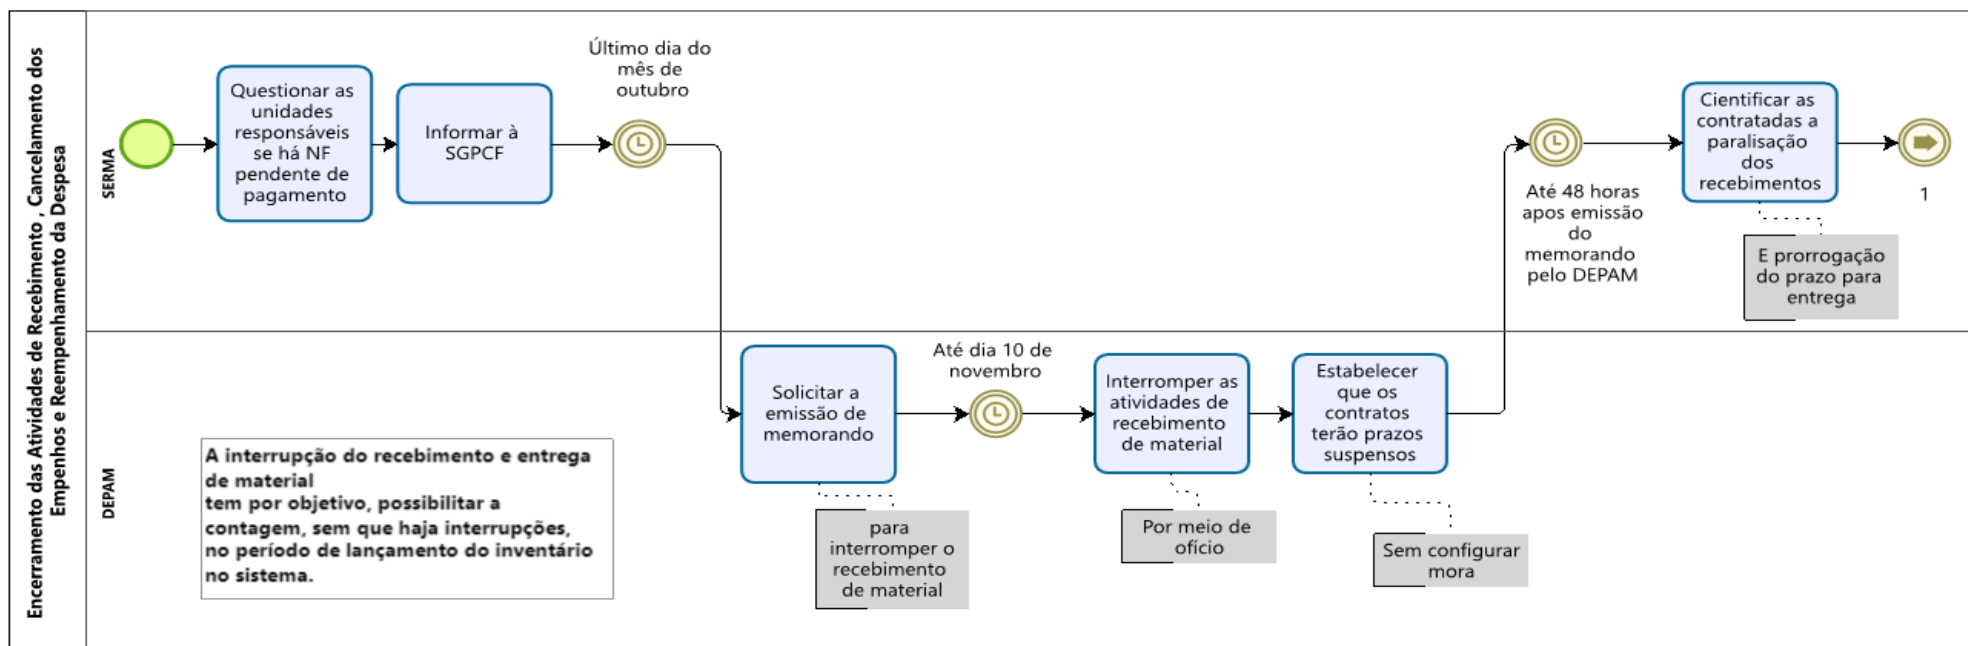 Encerramento das Atividades de Recebimento , Cancelamento dos
Empenhos e Reempenhamento da Despesa
SERMA
Questionar as
unidades
responsáveis
se há NF
pendente de
pagamento
Informar à
SGPCF
Último dia do
mês de
outubro
Até 48 horas
apos emissão
do
memorando
pelo DEPAM
Cientificar as
contratadas a
paralisação
dos
recebimentos
E prorrogação
do prazo para
entrega
1
DEPAM
A interrupção do recebimento e entrega
de material
tem por objetivo, possibilitar a
contagem, sem que haja interrupções,
no período de lançamento do inventário
no sistema.
Solicitar a
emissão de
memorando
para
interromper o
recebimento
de material
Até dia 10 de
novembro
Interromper as
atividades de
recebimento
de material
Por meio de
ofício
Estabelecer
que os
contratos
terão prazos
suspensos
Sem configurar
mora